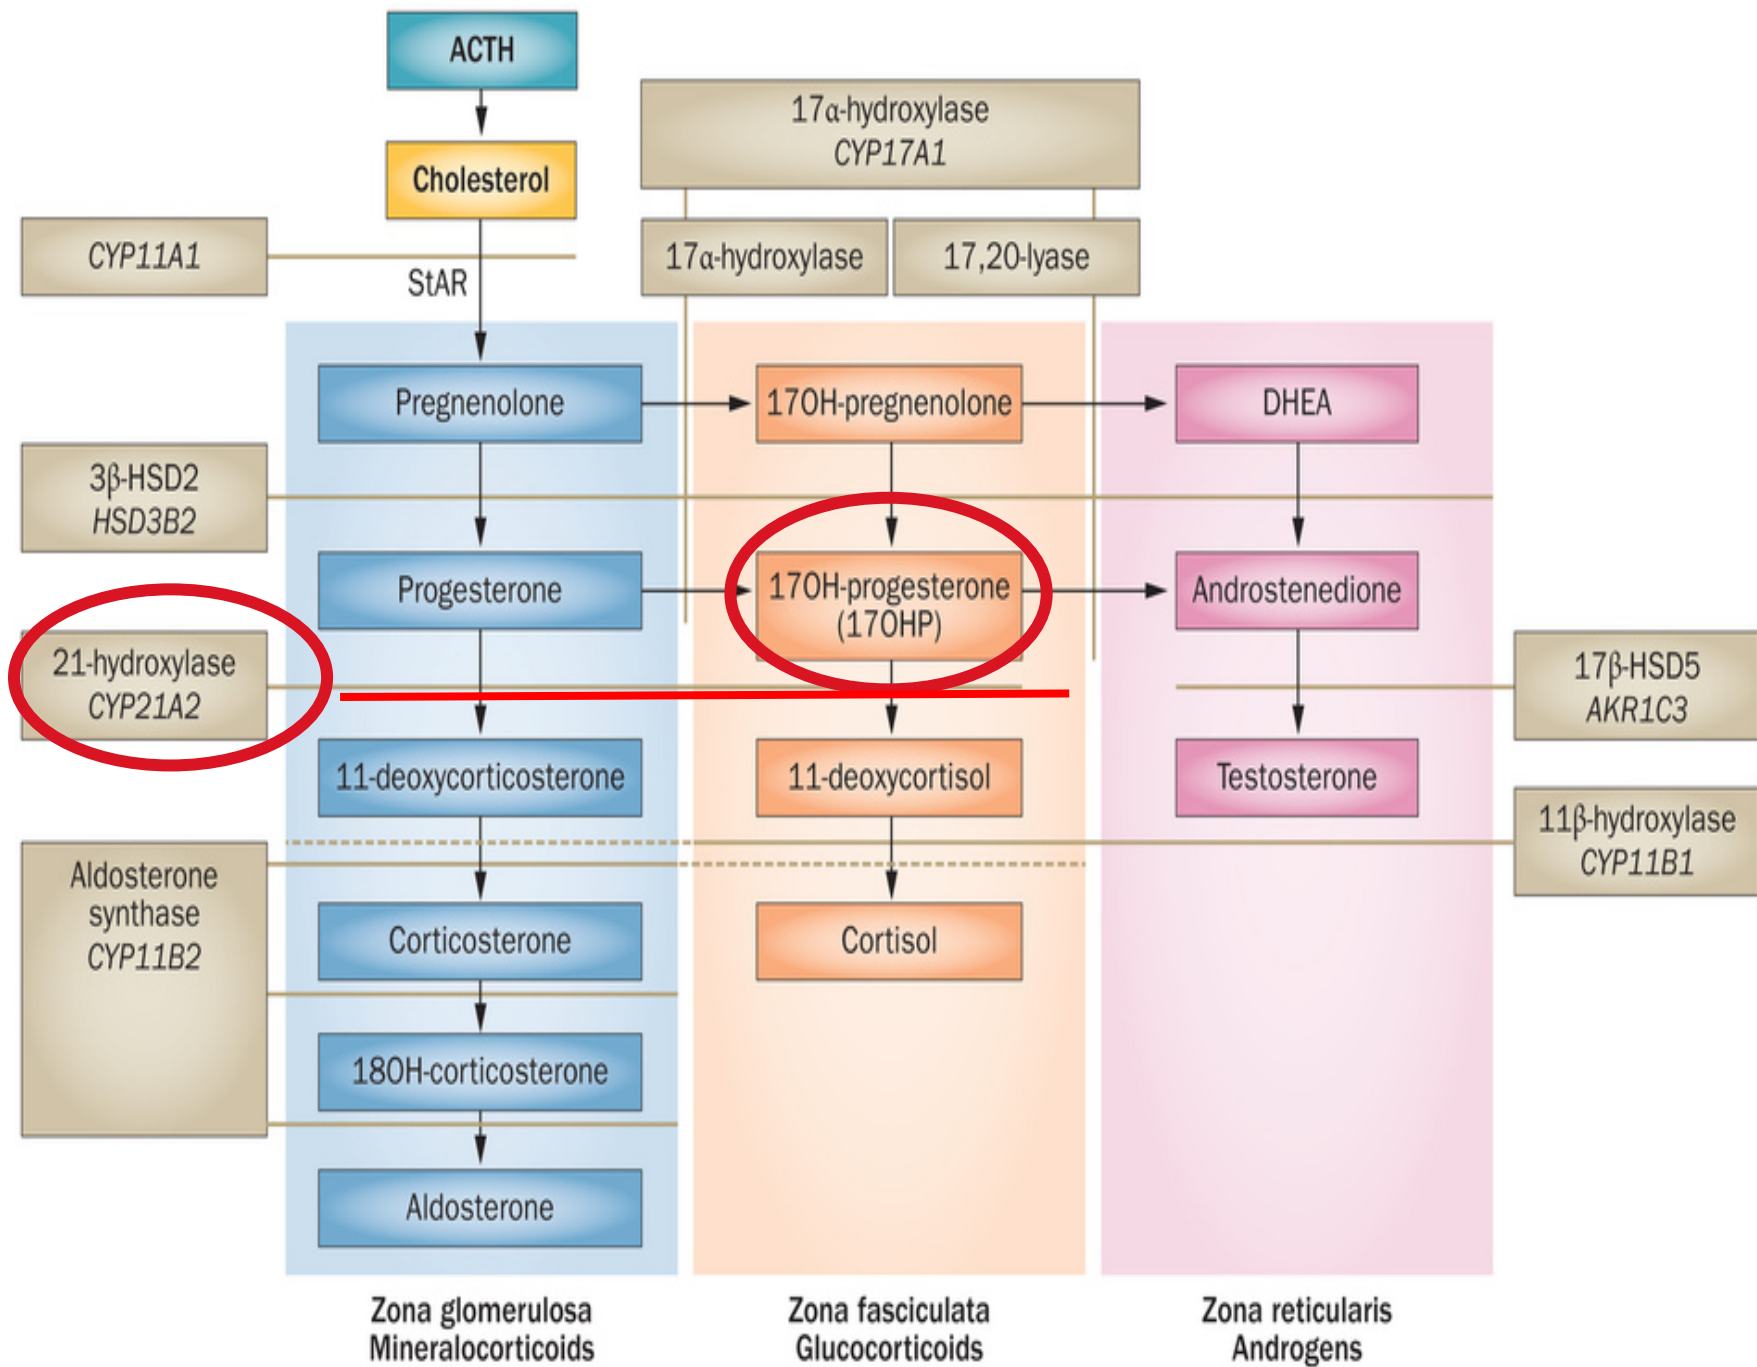 ACTH
17α-hydroxylase
CYP17A1
Cholesterol
CYP11A1
17α-hydroxylase
17,20-lyase
StAR
Pregnenolone
17OH-pregnenolone
DHEA
3β-HSD2
HSD3B2
Progesterone
17OH-progesterone
(17OHP)
Androstenedione
21-hydroxylase
CYP21A2
17β-HSD5
AKR1C3
11-deoxycorticosterone
11-deoxycortisol
Testosterone
11β-hydroxylase
CYP11B1
Aldosterone
synthase
CYP11B2
Corticosterone
Cortisol
18OH-corticosterone
Aldosterone
Zona glomerulosa
Mineralocorticoids
Zona fasciculata
Glucocorticoids
Zona reticularis
Androgens